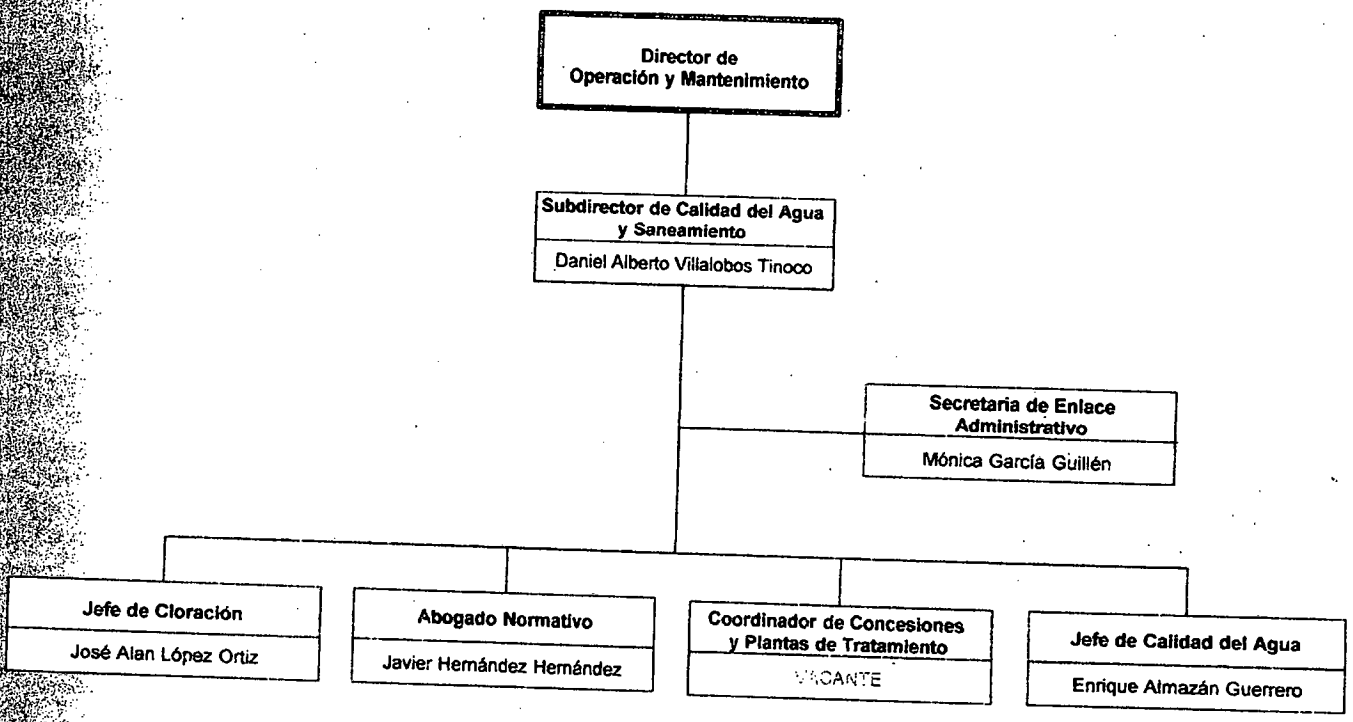 Director de
Operación y Mantenimiento
Subdirector de Calidad del Agua
y Saneamiento
Daniel Alberto Villalobos Tinoco
Secretaria de Enlace
Administrativo
Mónica García Guillén
Jefe de Cloración
José Alan López Ortiz
Abogado Normativo
Javier Hernández Hernández
Coordinador de Concesiones
y Plantas de Tratamiento
VACANTE
Jefe de Calidad del Agua
Enrique Almazán Guerrero